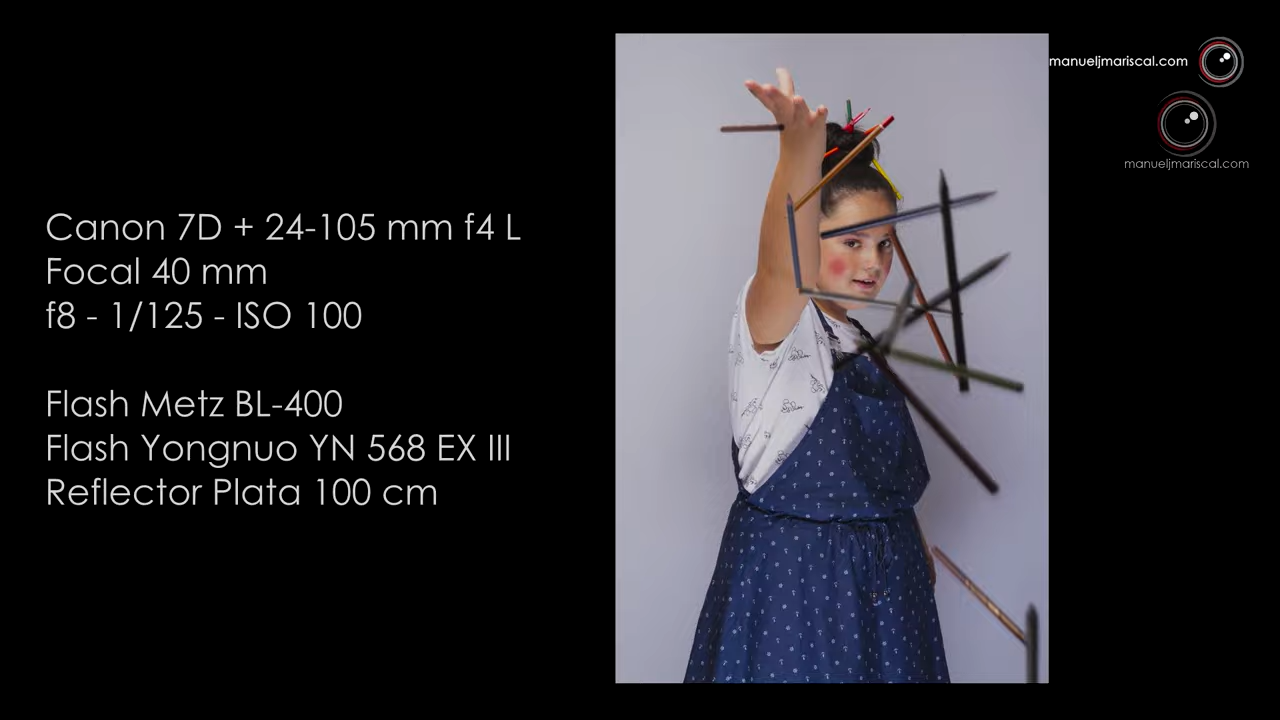 manueljmariscal.com
manueljmariscal.com
Canon 7D + 24-105 mm f4 L
Focal 40 mm
f8 - 1/125 - ISO 100
Flash Metz BL-400
Flash Yongnuo YN 568 EX III
Reflector Plata 100 cm